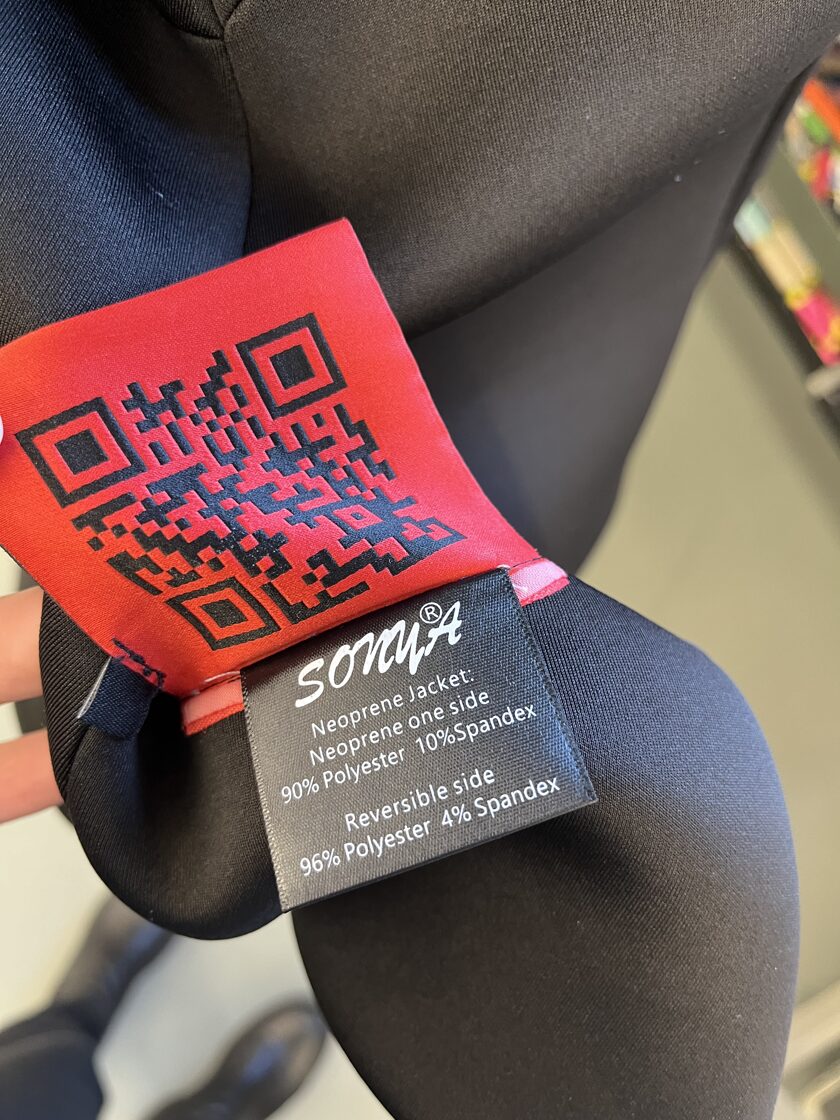 SONYA®
Neoprene Jacket:
Neoprene one side
90% Polyester 10%Spandex
Reversible side
96% Polyester 4% Spandex